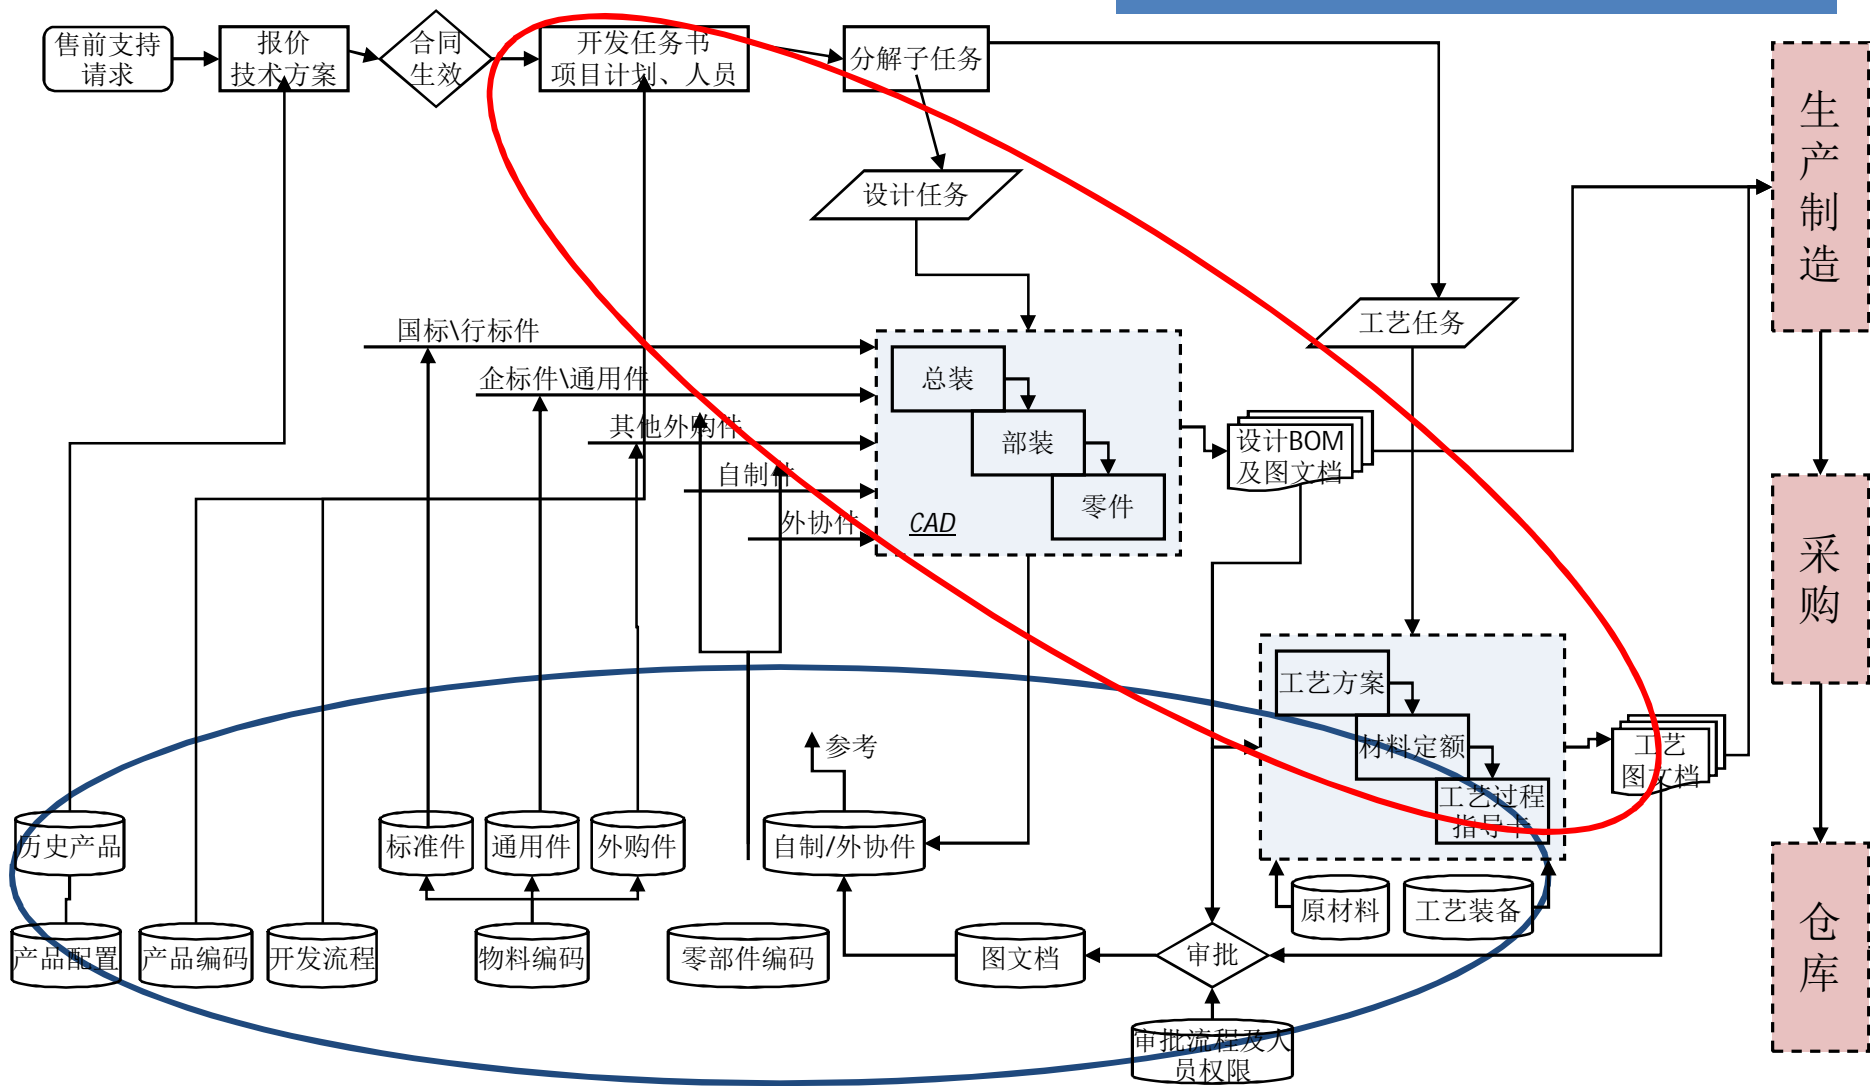 售前支持
请求
报价
技术方案
合同
生效
开发任务书
项目计划、人员
分解子任务
设计任务
工艺任务
国标\行标件
企标件\通用件
其他外购件
自制件
外协件
总装
部装
零件
CAD
设计BOM
及图文档
工艺方案
材料定额
工艺过程
指导卡
工艺
图文档
参考
历史产品
标准件
通用件
外购件
自制/外协件
原材料
工艺装备
产品配置
产品编码
开发流程
物料编码
零部件编码
图文档
审批
审批流程及人
员权限
生
产
制
造
采
购
仓
库